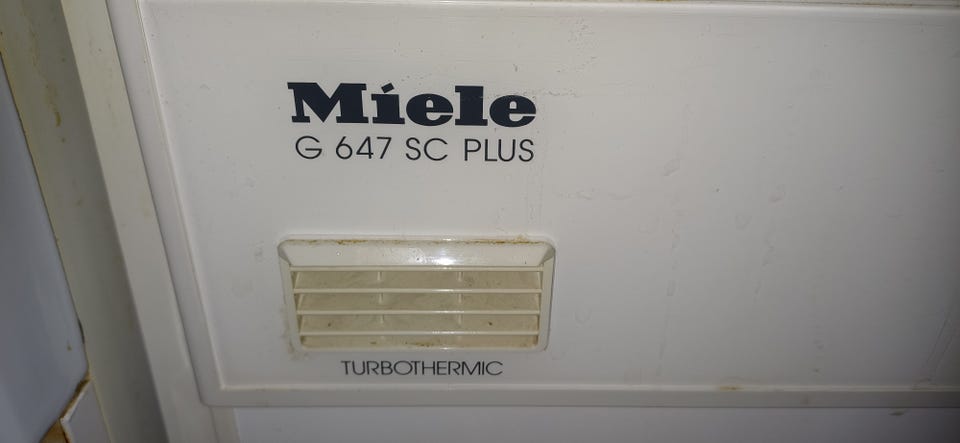 Miele
G 647 SC PLUS
TURBOTHERMIC